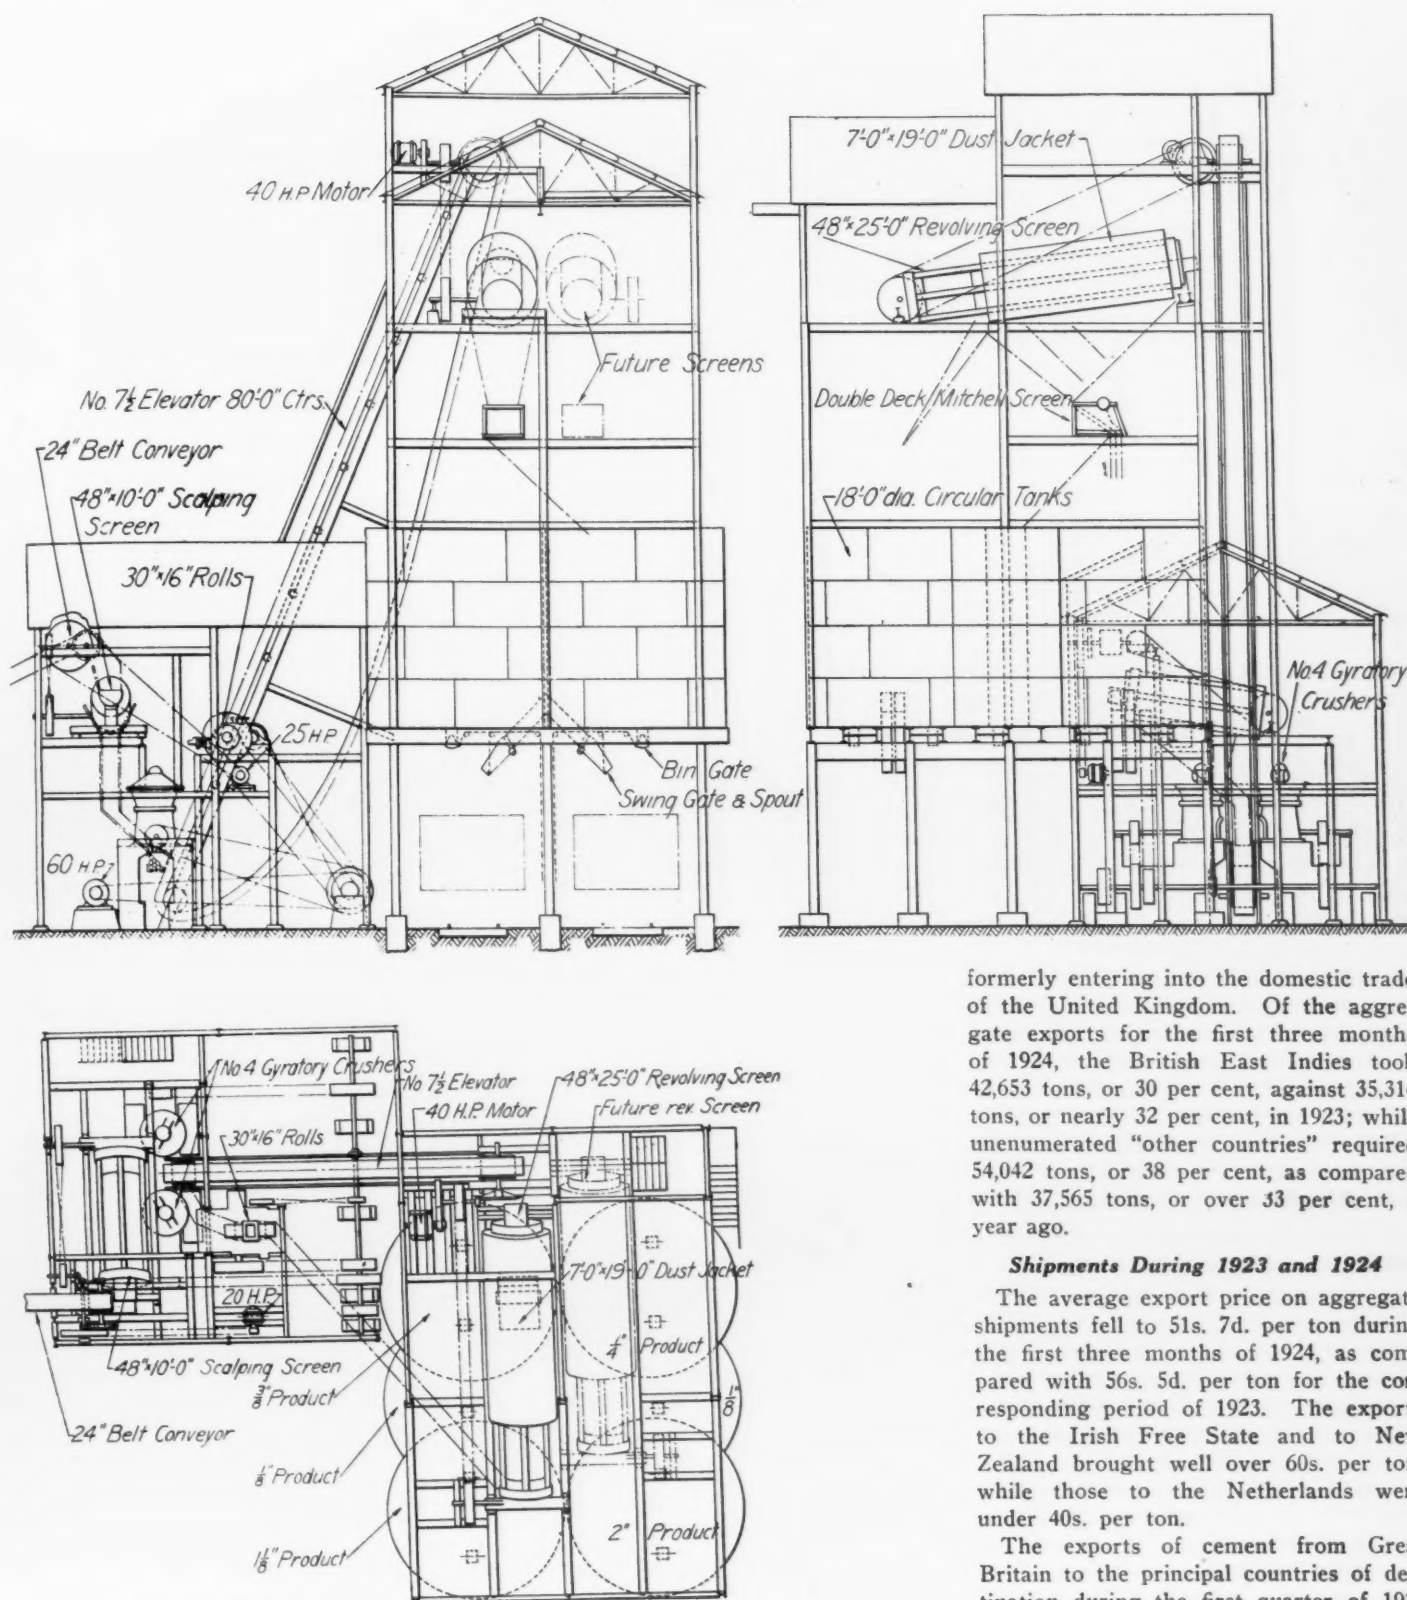 40 H.P. Motor
No. 7½ Elevator 80'-0" Ctrs.
24" Belt Conveyor
48"×10'-0" Scalping
Screen
30"×16" Rolls
25 H.P.
60 H.P.
Future Screens
Bin Gate
Swing Gate & Spout
7'-0"×19'-0" Dust Jacket
48"×25'-0" Revolving Screen
Double Deck Mitchell Screen
18'-0" dia. Circular Tanks
No. 4 Gyratory
Crushers
No 4 Gyratory Crushers
No 7½ Elevator
40 H.P. Motor
30"×16" Rolls
48"×25'-0" Revolving Screen
Future rev. Screen
7'-0"×19'-0" Dust Jacket
20 H.P.
48"×10'-0" Scalping Screen
24" Belt Conveyor
⅜" Product
⅛" Product
1⅛" Product
¼" Product
⅛"
2" Product
formerly entering into the domestic trade
of the United Kingdom. Of the aggre-
gate exports for the first three month
of 1924, the British East Indies took
42,653 tons, or 30 per cent, against 35,31
tons, or nearly 32 per cent, in 1923; whil
unenumerated "other countries" require
54,042 tons, or 38 per cent, as compare
with 37,565 tons, or over 33 per cent,
year ago.
Shipments During 1923 and 1924
The average export price on aggregat
shipments fell to 51s. 7d. per ton durin
the first three months of 1924, as com
pared with 56s. 5d. per ton for the cor
responding period of 1923. The export
to the Irish Free State and to New
Zealand brought well over 60s. per ton
while those to the Netherlands wer
under 40s. per ton.
The exports of cement from Grea
Britain to the principal countries of de
tination during the first quarter of 19